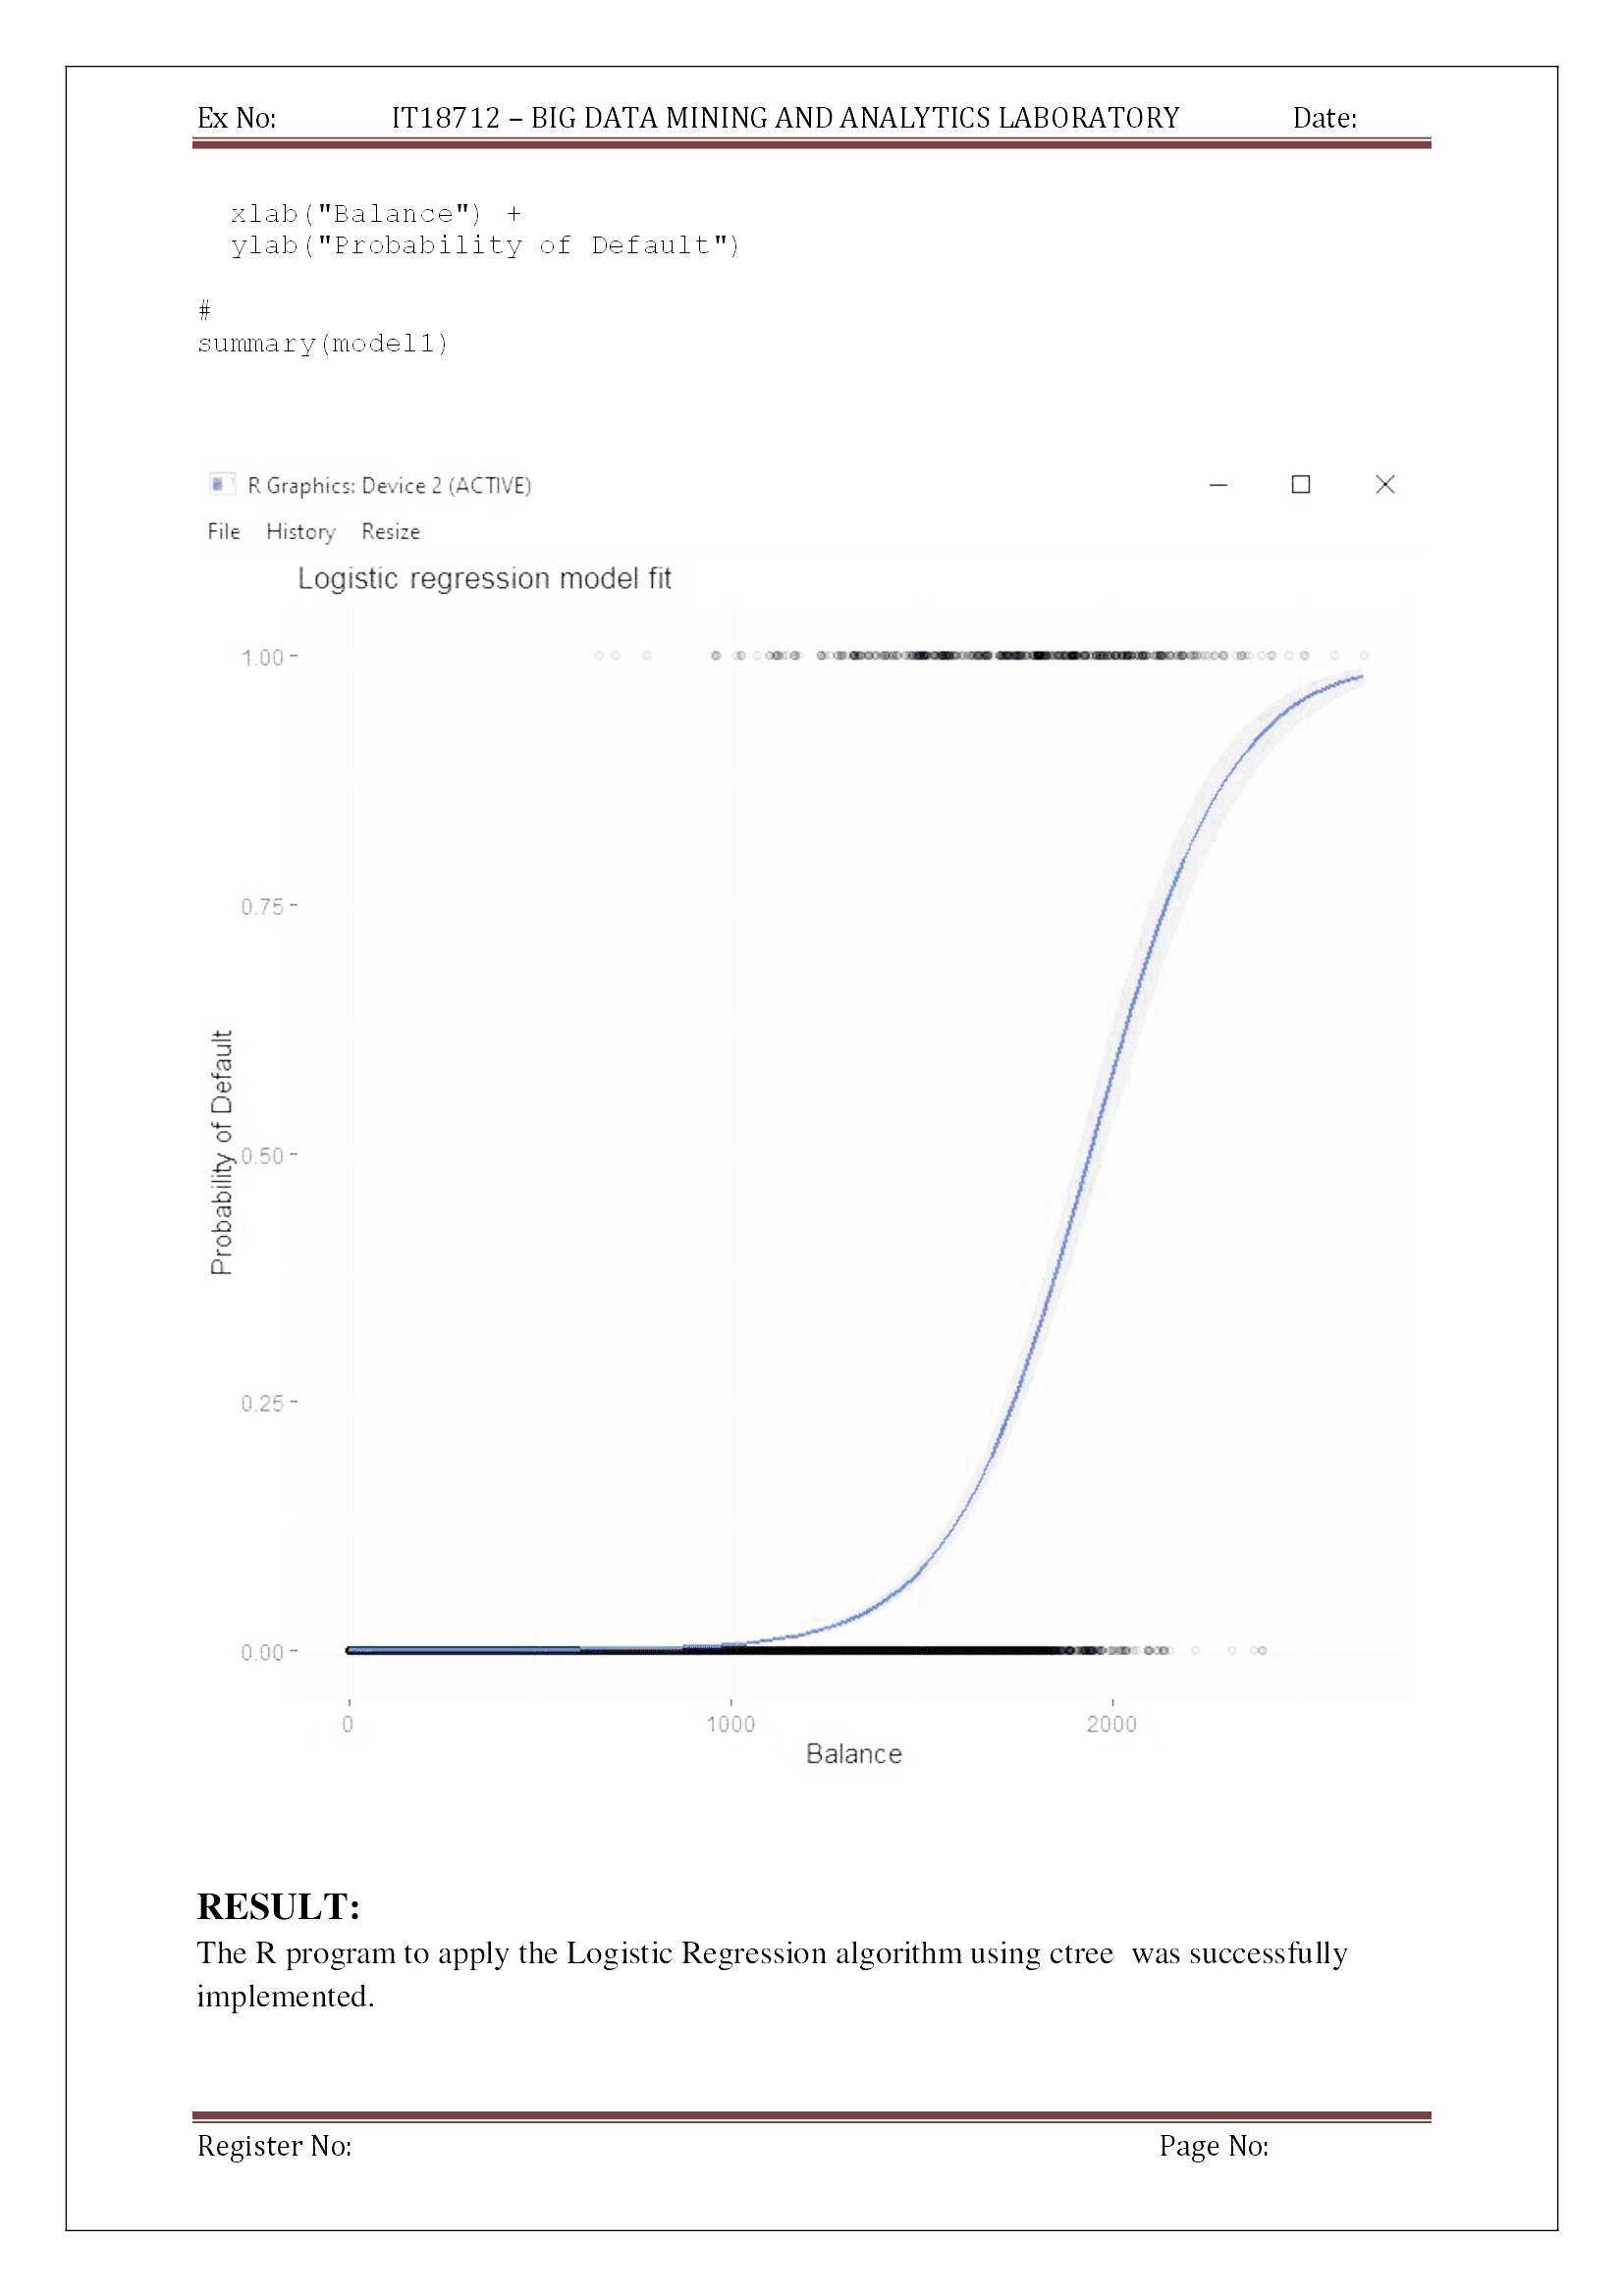 Ex No: IT18712 – BIG DATA MINING AND ANALYTICS LABORATORY Date:
xlab("Balance") +
ylab("Probability of Default")
#
summary(model1)
R Graphics: Device 2 (ACTIVE)
File History Resize
Logistic regression model fit
1.00
0.75
Probability of Default
0.50
0.25
0.00
0 1000 2000
Balance
RESULT:
The R program to apply the Logistic Regression algorithm using ctree  was successfully
implemented.
Register No: Page No: